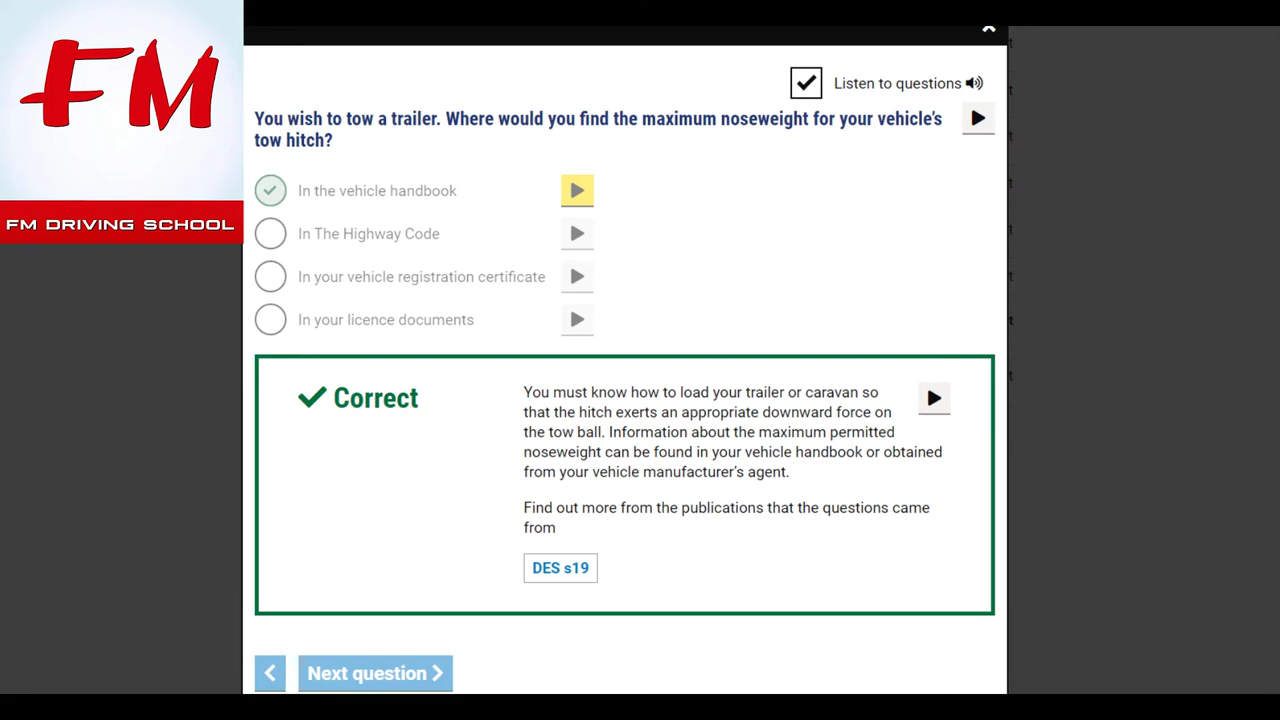 FM
FM DRIVING SCHOOL
Listen to questions
You wish to tow a trailer. Where would you find the maximum noseweight for your vehicle's
tow hitch?
In the vehicle handbook
In The Highway Code
In your vehicle registration certificate
In your licence documents
Correct
You must know how to load your trailer or caravan so
that the hitch exerts an appropriate downward force on
the tow ball. Information about the maximum permitted
noseweight can be found in your vehicle handbook or obtained
from your vehicle manufacturer's agent.
Find out more from the publications that the questions came
from
DES s19
Next question